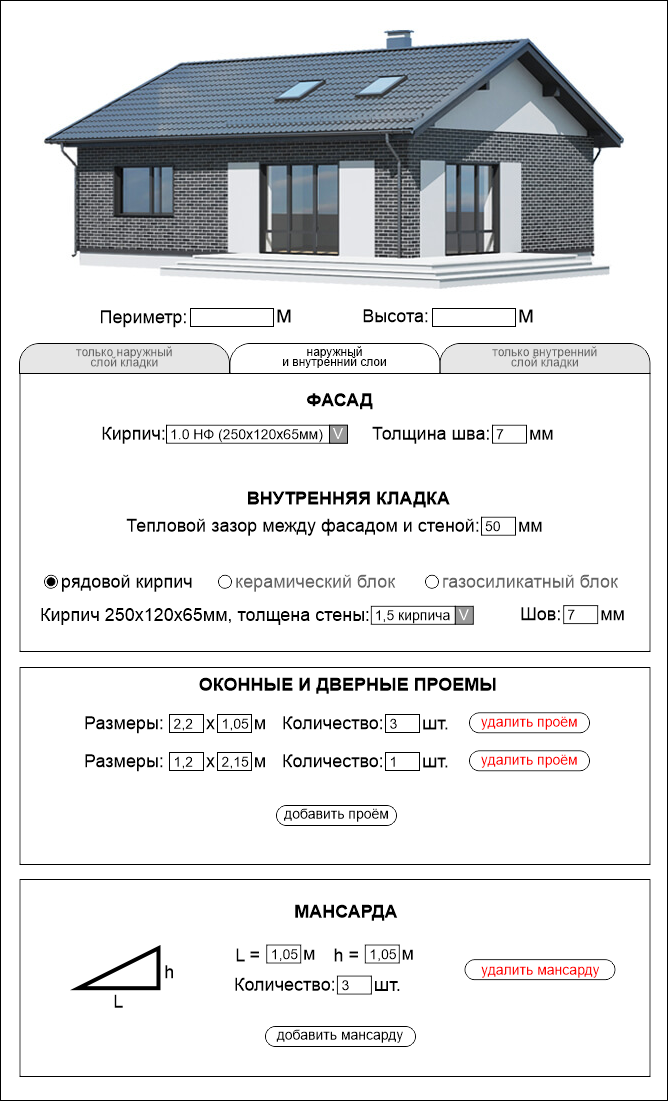 Периметр: М Высота: М
только наружный слой кладки
наружный и внутренний слои
только внутренний слой кладки
ФАСАД
Кирпич: 1.0 НФ (250х120х65мм) V Толщина шва: 7 мм
ВНУТРЕННЯЯ КЛАДКА
Тепловой зазор между фасадом и стеной: 50 мм
рядовой кирпич керамический блок газосиликатный блок
Кирпич 250х120х65мм, толщена стены: 1,5 кирпича V Шов: 7 мм
ОКОННЫЕ И ДВЕРНЫЕ ПРОЕМЫ
Размеры: 2,2 х 1,05 м Количество: 3 шт. удалить проём
Размеры: 1,2 х 2,15 м Количество: 1 шт. удалить проём
добавить проём
МАНСАРДА
L = 1,05 м h = 1,05 м
h
удалить мансарду
Количество: 3 шт.
L
добавить мансарду